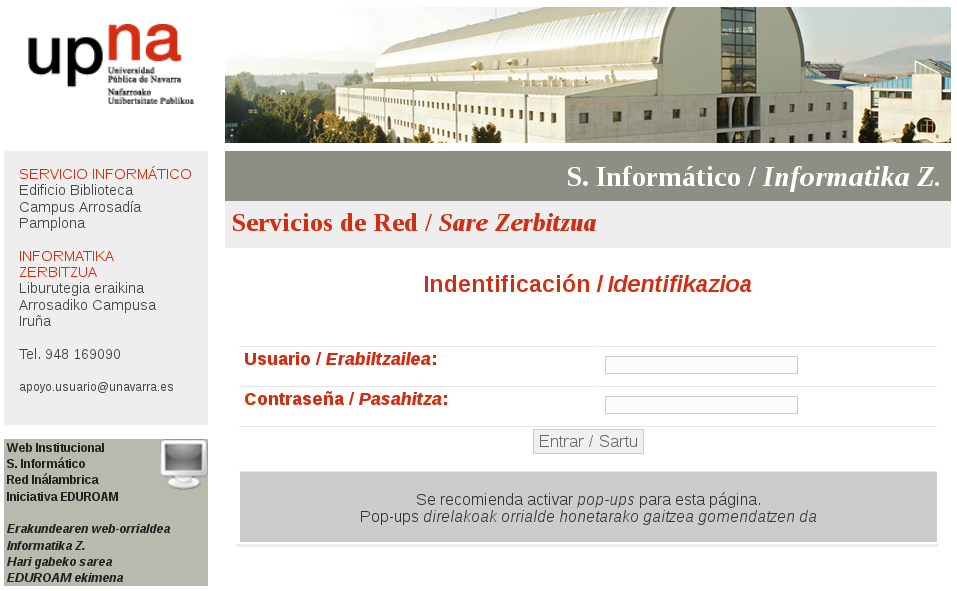 upna
Universidad
Pública de Navarra
Nafarroako
Unibertsitate Publikoa
SERVICIO INFORMÁTICO
Edificio Biblioteca
Campus Arrosadía
Pamplona
INFORMATIKA
ZERBITZUA
Liburutegia eraikina
Arrosadiko Campusa
Iruña
Tel. 948 169090
apoyo.usuario@unavarra.es
Web Institucional
S. Informático
Red Inálambrica
Iniciativa EDUROAM
Erakundearen web-orrialdea
Informatika Z.
Hari gabeko sarea
EDUROAM ekimena
S. Informático / Informatika Z.
Servicios de Red / Sare Zerbitzua
Indentificación / Identifikazioa
Usuario / Erabiltzailea:
Contraseña / Pasahitza:
Entrar / Sartu
Se recomienda activar pop-ups para esta página.
Pop-ups direlakoak orrialde honetarako gaitzea gomendatzen da